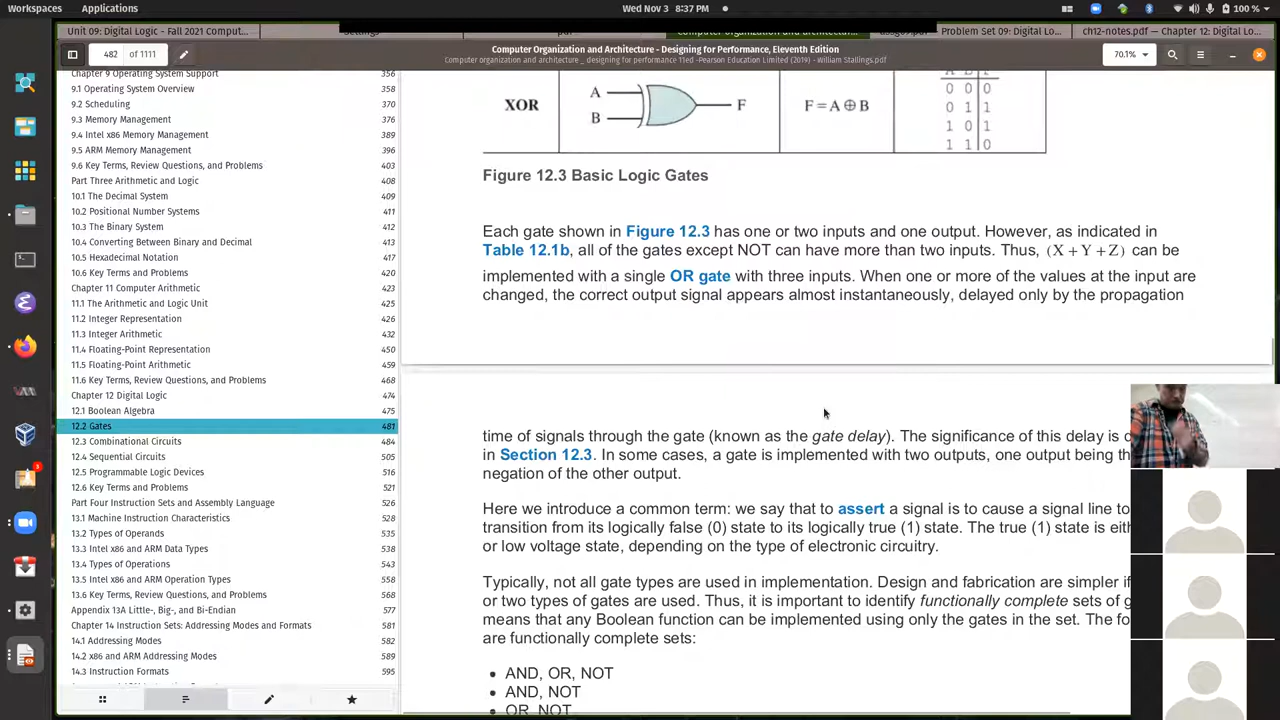 Workspaces
Applications
Wed Nov 3 8:37 PM
100 %
Unit 09: Digital Logic - Fall 2021 Comput...
Problem Set 09: Digital Lo...
ch12-notes.pdf — Chapter 12: Digital Lo...
482 of 1111
Computer Organization and Architecture - Designing for Performance, Eleventh Edition
Computer organization and architecture _ designing for performance 11ed -Pearson Education Limited (2019) - William Stallings.pdf
70.1%
Chapter 9 Operating System Support 356
9.1 Operating System Overview 358
9.2 Scheduling 370
9.3 Memory Management 376
9.4 Intel x86 Memory Management 389
9.5 ARM Memory Management 396
9.6 Key Terms, Review Questions, and Problems 403
Part Three Arithmetic and Logic 408
10.1 The Decimal System 409
10.2 Positional Number Systems 411
10.3 The Binary System 412
10.4 Converting Between Binary and Decimal 413
10.5 Hexadecimal Notation 417
10.6 Key Terms and Problems 420
Chapter 11 Computer Arithmetic 423
11.1 The Arithmetic and Logic Unit 425
11.2 Integer Representation 426
11.3 Integer Arithmetic 432
11.4 Floating-Point Representation 450
11.5 Floating-Point Arithmetic 459
11.6 Key Terms, Review Questions, and Problems 468
Chapter 12 Digital Logic 474
12.1 Boolean Algebra 475
12.2 Gates 481
12.3 Combinational Circuits 484
12.4 Sequential Circuits 505
12.5 Programmable Logic Devices 516
12.6 Key Terms and Problems 521
Part Four Instruction Sets and Assembly Language 526
13.1 Machine Instruction Characteristics 528
13.2 Types of Operands 535
13.3 Intel x86 and ARM Data Types 538
13.4 Types of Operations 543
13.5 Intel x86 and ARM Operation Types 558
13.6 Key Terms, Review Questions, and Problems 568
Appendix 13A Little-, Big-, and Bi-Endian 577
Chapter 14 Instruction Sets: Addressing Modes and Formats 581
14.1 Addressing Modes 582
14.2 x86 and ARM Addressing Modes 589
14.3 Instruction Formats 595
3
XOR
A
B
F
F = A ⊕ B
A B F
0 0 0
0 1 1
1 0 1
1 1 0
Figure 12.3 Basic Logic Gates
Each gate shown in Figure 12.3 has one or two inputs and one output. However, as indicated in
Table 12.1b, all of the gates except NOT can have more than two inputs. Thus, (X + Y + Z) can be
implemented with a single OR gate with three inputs. When one or more of the values at the input are
changed, the correct output signal appears almost instantaneously, delayed only by the propagation
time of signals through the gate (known as the gate delay). The significance of this delay is d
in Section 12.3. In some cases, a gate is implemented with two outputs, one output being th
negation of the other output.
Here we introduce a common term: we say that to assert a signal is to cause a signal line to
transition from its logically false (0) state to its logically true (1) state. The true (1) state is eit
or low voltage state, depending on the type of electronic circuitry.
Typically, not all gate types are used in implementation. Design and fabrication are simpler if
or two types of gates are used. Thus, it is important to identify functionally complete sets of g
means that any Boolean function can be implemented using only the gates in the set. The fo
are functionally complete sets:
• AND, OR, NOT
• AND, NOT
• OR, NOT